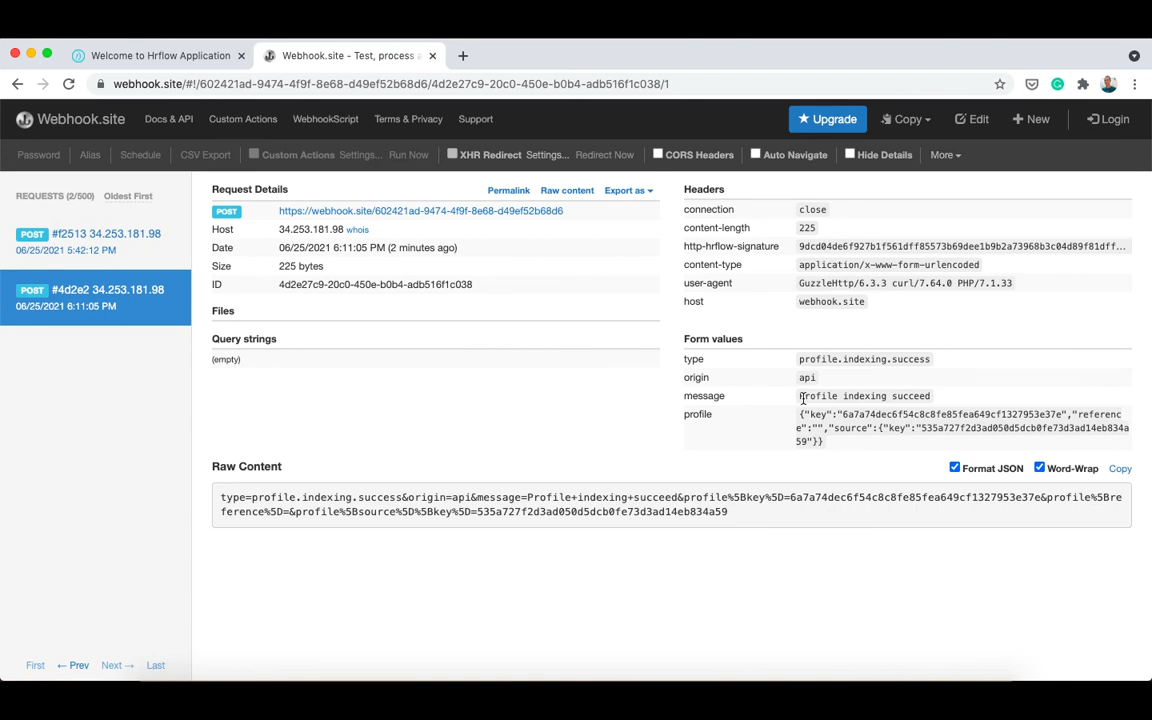 Welcome to Hrflow Application
Webhook.site - Test, process a
webhook.site/#!/602421ad-9474-4f9f-8e68-d49ef52b68d6/4d2e27c9-20c0-450e-b0b4-adb516f1c038/1
Webhook.site Docs & API Custom Actions WebhookScript Terms & Privacy Support Upgrade Copy Edit New Login
Password Alias Schedule CSV Export Custom Actions Settings... Run Now XHR Redirect Settings... Redirect Now CORS Headers Auto Navigate Hide Details More
REQUESTS (2/500) Oldest First
POST #f2513 34.253.181.98
06/25/2021 5:42:12 PM
POST #4d2e2 34.253.181.98
06/25/2021 6:11:05 PM
First ← Prev Next → Last
Request Details Permalink Raw content Export as
POST https://webhook.site/602421ad-9474-4f9f-8e68-d49ef52b68d6
Host 34.253.181.98 whois
Date 06/25/2021 6:11:05 PM (2 minutes ago)
Size 225 bytes
ID 4d2e27c9-20c0-450e-b0b4-adb516f1c038
Files
Query strings
(empty)
Headers
connection close
content-length 225
http-hrflow-signature 9dcd04de6f927b1f561dff85573b69dee1b9b2a73968b3c04d89f81dff...
content-type application/x-www-form-urlencoded
user-agent GuzzleHttp/6.3.3 curl/7.64.0 PHP/7.1.33
host webhook.site
Form values
type profile.indexing.success
origin api
message Profile indexing succeed
profile {"key":"6a7a74dec6f54c8c8fe85fea649cf1327953e37e","referenc
e":"","source":{"key":"535a727f2d3ad050d5dcb0fe73d3ad14eb834a
59"}}
Raw Content Format JSON Word-Wrap Copy
type=profile.indexing.success&origin=api&message=Profile+indexing+succeed&profile%5Bkey%5D=6a7a74dec6f54c8c8fe85fea649cf1327953e37e&profile%5Bre
ference%5D=&profile%5Bsource%5D%5Bkey%5D=535a727f2d3ad050d5dcb0fe73d3ad14eb834a59